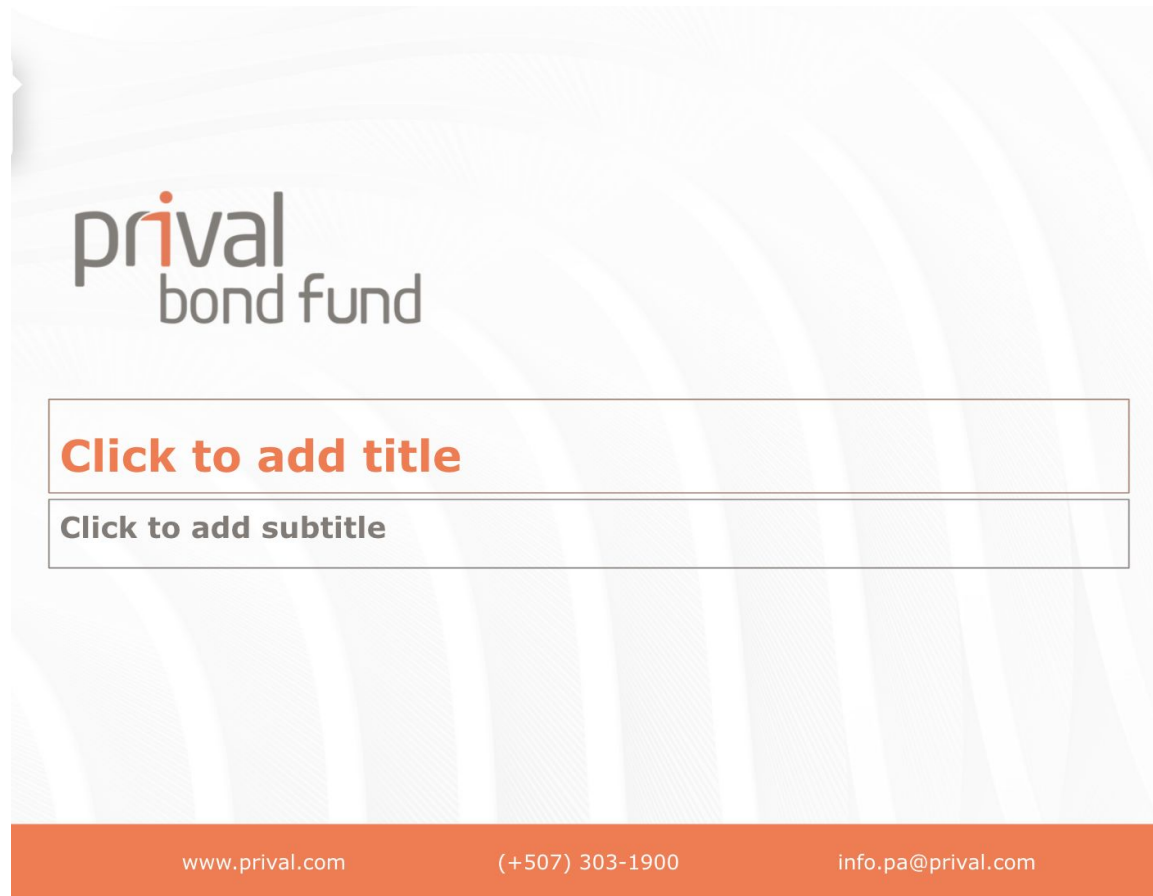 prival
bond fund
Click to add title
Click to add subtitle
www.prival.com (+507) 303-1900 info.pa@prival.com